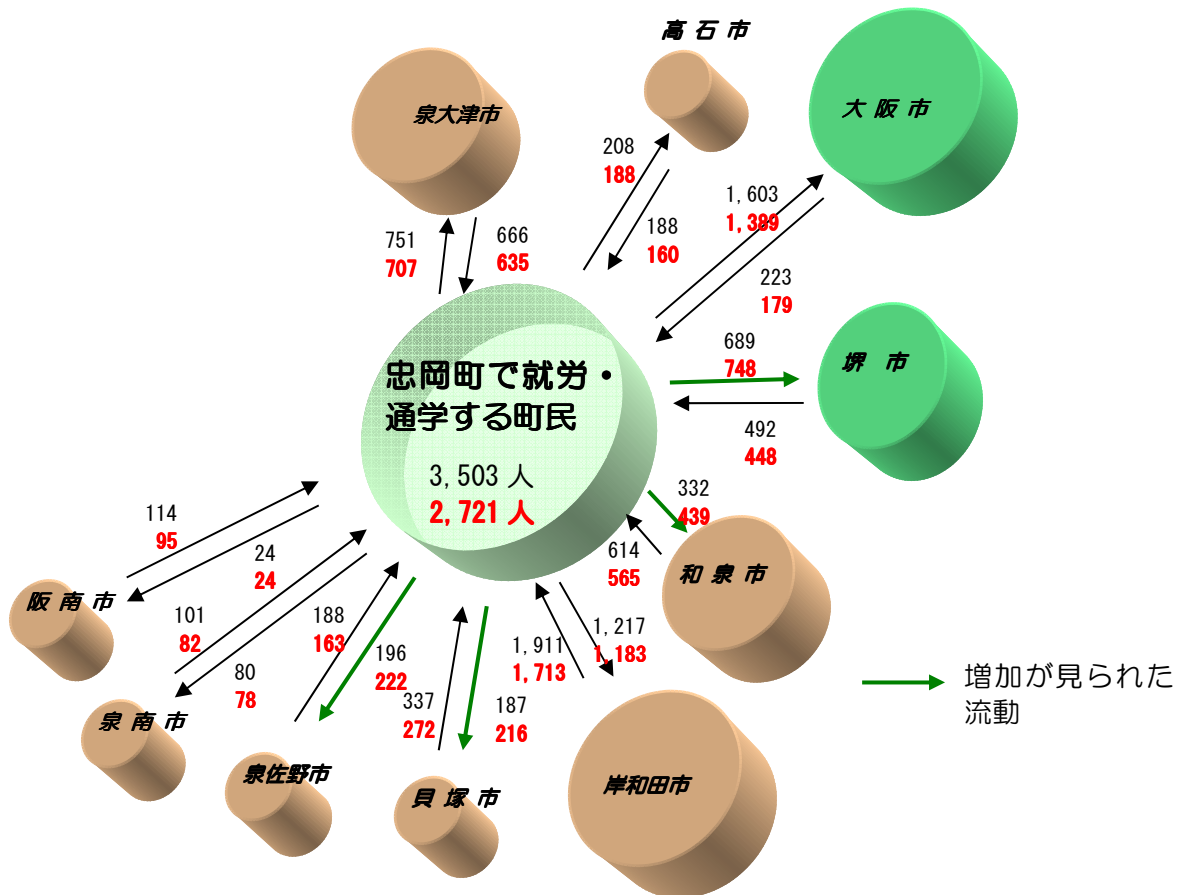 高 石 市
泉大津市
大 阪 市
208
188
188
160
1,603
1,389
223
179
751
707
666
635
689
748
堺 市
492
448
忠岡町で就労・
通学する町民
3,503 人
2,721 人
332
439
614
565
和 泉 市
114
95
24
24
阪 南 市
101
82
80
78
泉 南 市
188
163
196
222
泉佐野市
337
272
187
216
貝 塚 市
1,911
1,713
1,217
1,183
岸和田市
増加が見られた
流動